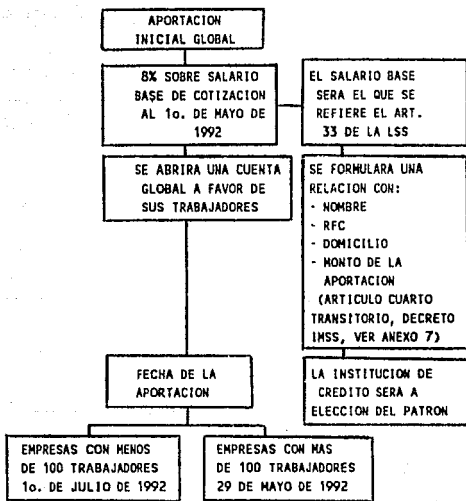 APORTACION
INICIAL GLOBAL
8% SOBRE SALARIO
BASE DE COTIZACION
AL 1o. DE MAYO DE
1992
EL SALARIO BASE
SERA EL QUE SE
REFIERE EL ART.
33 DE LA LSS
SE ABRIRA UNA CUENTA
GLOBAL A FAVOR DE
SUS TRABAJADORES
SE FORMULARA UNA
RELACION CON:
- NOMBRE
- RFC
- DOMICILIO
- MONTO DE LA
APORTACION
(ARTICULO CUARTO
TRANSITORIO, DECRETO
IMSS, VER ANEXO 7)
FECHA DE LA
APORTACION
LA INSTITUCION DE
CREDITO SERA A
ELECCION DEL PATRON
EMPRESAS CON MENOS
DE 100 TRABAJADORES
1o. DE JULIO DE 1992
EMPRESAS CON MAS
DE 100 TRABAJADORES
29 DE MAYO DE 1992